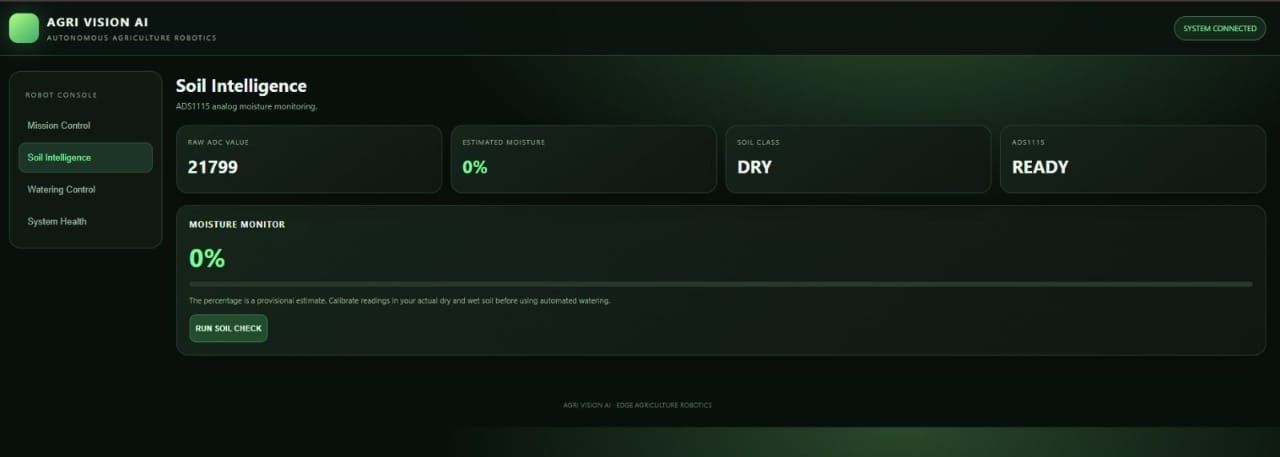 AGRI VISION AI
AUTONOMOUS AGRICULTURE ROBOTICS
SYSTEM CONNECTED
ROBOT CONSOLE
Mission Control
Soil Intelligence
Watering Control
System Health
Soil Intelligence
ADS1115 analog moisture monitoring.
RAW ADC VALUE
21799
ESTIMATED MOISTURE
0%
SOIL CLASS
DRY
ADS1115
READY
MOISTURE MONITOR
0%
The percentage is a provisional estimate. Calibrate readings in your actual dry and wet soil before using automated watering.
RUN SOIL CHECK
AGRI VISION AI · EDGE AGRICULTURE ROBOTICS